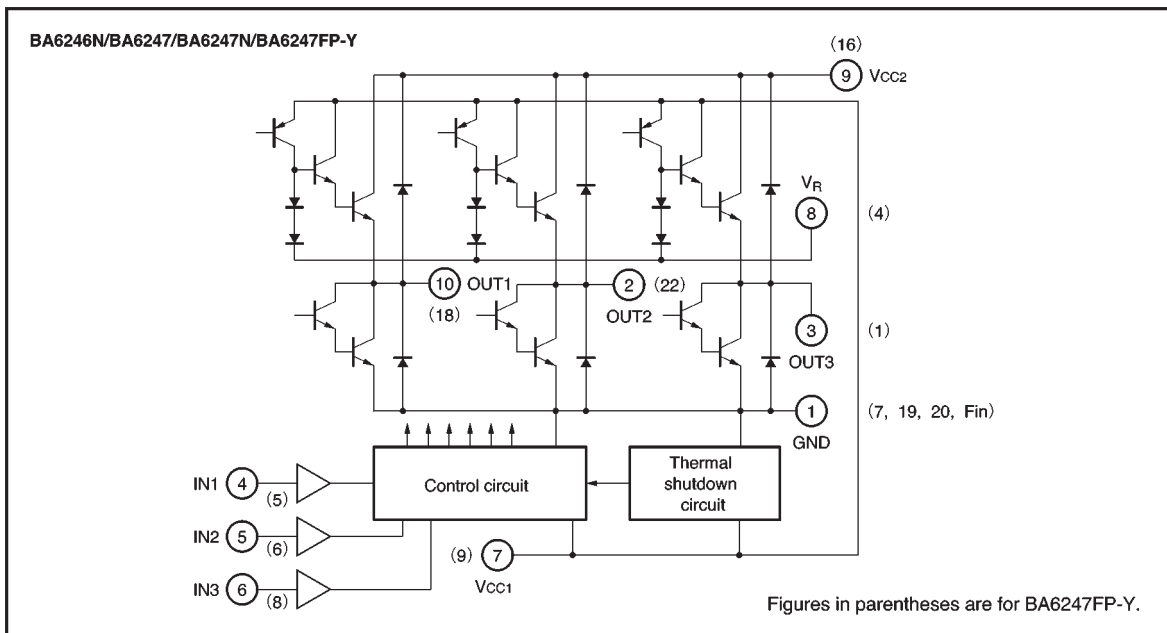 BA6246N/BA6247/BA6247N/BA6247FP-Y
(16)
9 VCC2
VR
8 (4)
10 OUT1
(18)
2 (22)
OUT2
3 (1)
OUT3
1 (7, 19, 20, Fin)
GND
Control circuit
Thermal
shutdown
circuit
IN1 4 (5)
IN2 5 (6)
IN3 6 (8)
(9) 7
VCC1
Figures in parentheses are for BA6247FP-Y.